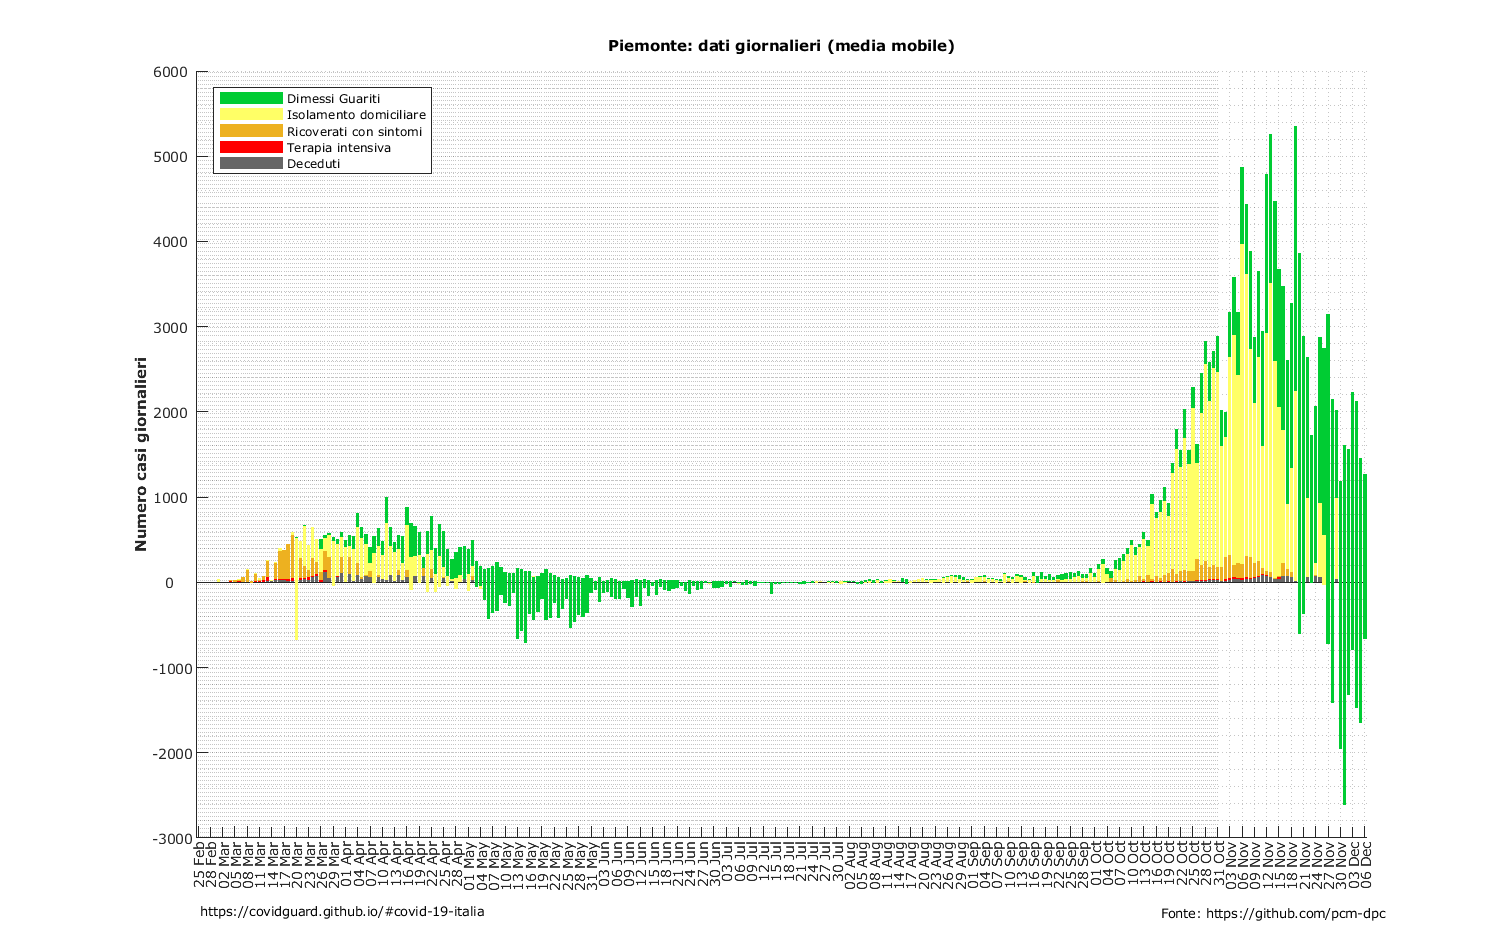 Piemonte: dati giornalieri (media mobile)
6000
5000
4000
3000
2000
1000
0
-1000
-2000
-3000
Numero casi giornalieri
Dimessi Guariti
Isolamento domiciliare
Ricoverati con sintomi
Terapia intensiva
Deceduti
25 Feb
28 Feb
02 Mar
05 Mar
08 Mar
11 Mar
14 Mar
17 Mar
20 Mar
23 Mar
26 Mar
29 Mar
01 Apr
04 Apr
07 Apr
10 Apr
13 Apr
16 Apr
19 Apr
22 Apr
25 Apr
28 Apr
01 May
04 May
07 May
10 May
13 May
16 May
19 May
22 May
25 May
28 May
31 May
03 Jun
06 Jun
09 Jun
12 Jun
15 Jun
18 Jun
21 Jun
24 Jun
27 Jun
30 Jun
03 Jul
06 Jul
09 Jul
12 Jul
15 Jul
18 Jul
21 Jul
24 Jul
27 Jul
30 Jul
02 Aug
05 Aug
08 Aug
11 Aug
14 Aug
17 Aug
20 Aug
23 Aug
26 Aug
29 Aug
01 Sep
04 Sep
07 Sep
10 Sep
13 Sep
16 Sep
19 Sep
22 Sep
25 Sep
28 Sep
01 Oct
04 Oct
07 Oct
10 Oct
13 Oct
16 Oct
19 Oct
22 Oct
25 Oct
28 Oct
31 Oct
03 Nov
06 Nov
09 Nov
12 Nov
15 Nov
18 Nov
21 Nov
24 Nov
27 Nov
30 Nov
03 Dec
06 Dec
https://covidguard.github.io/#covid-19-italia
Fonte: https://github.com/pcm-dpc